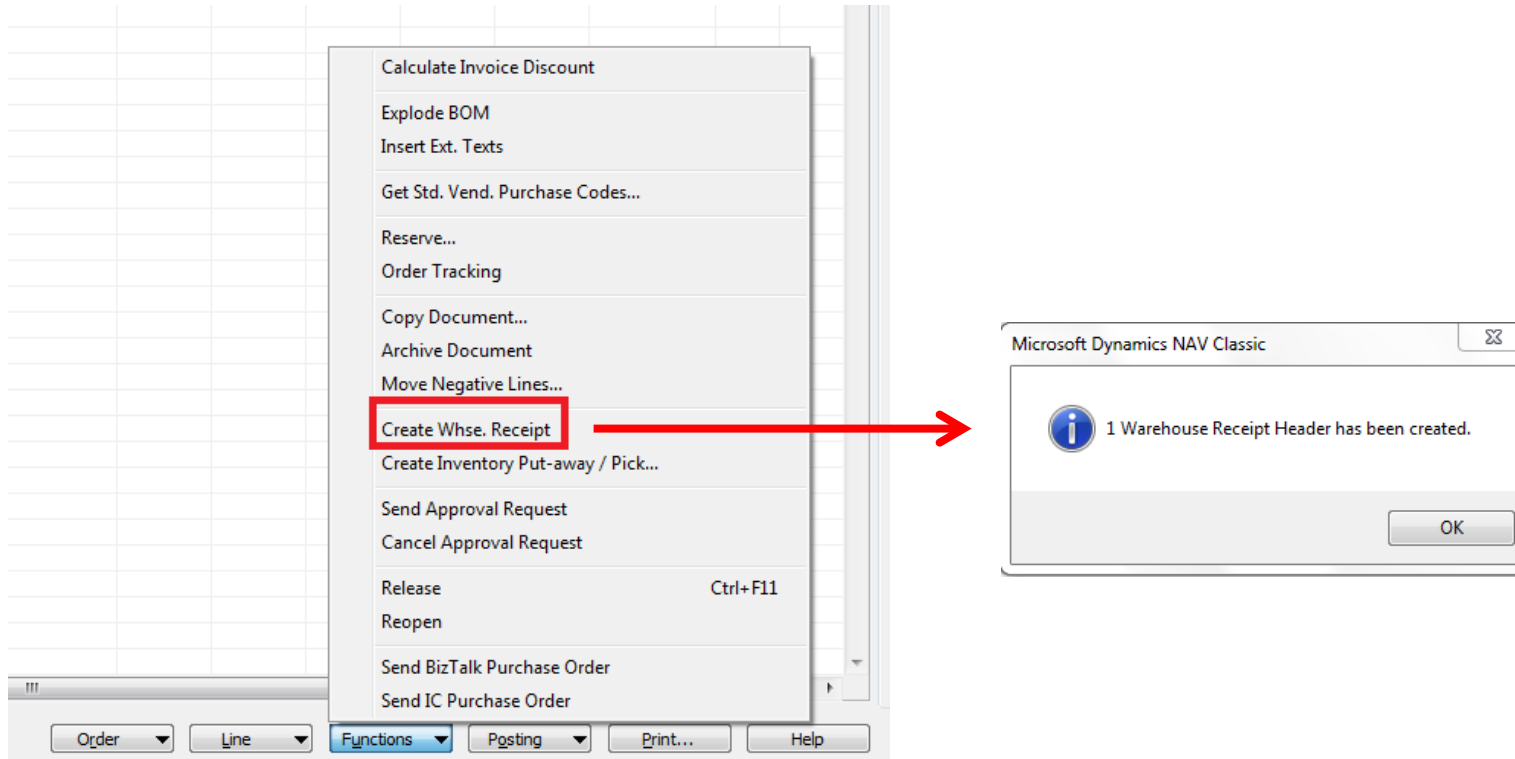 Calculate Invoice Discount
Explode BOM
Insert Ext. Texts
Get Std. Vend. Purchase Codes...
Reserve...
Order Tracking
Copy Document...
Archive Document
Move Negative Lines...
Create Whse. Receipt
Create Inventory Put-away / Pick...
Send Approval Request
Cancel Approval Request
Release Ctrl+F11
Reopen
Send BizTalk Purchase Order
Send IC Purchase Order
Order Line Functions Posting Print... Help
Microsoft Dynamics NAV Classic
1 Warehouse Receipt Header has been created.
OK